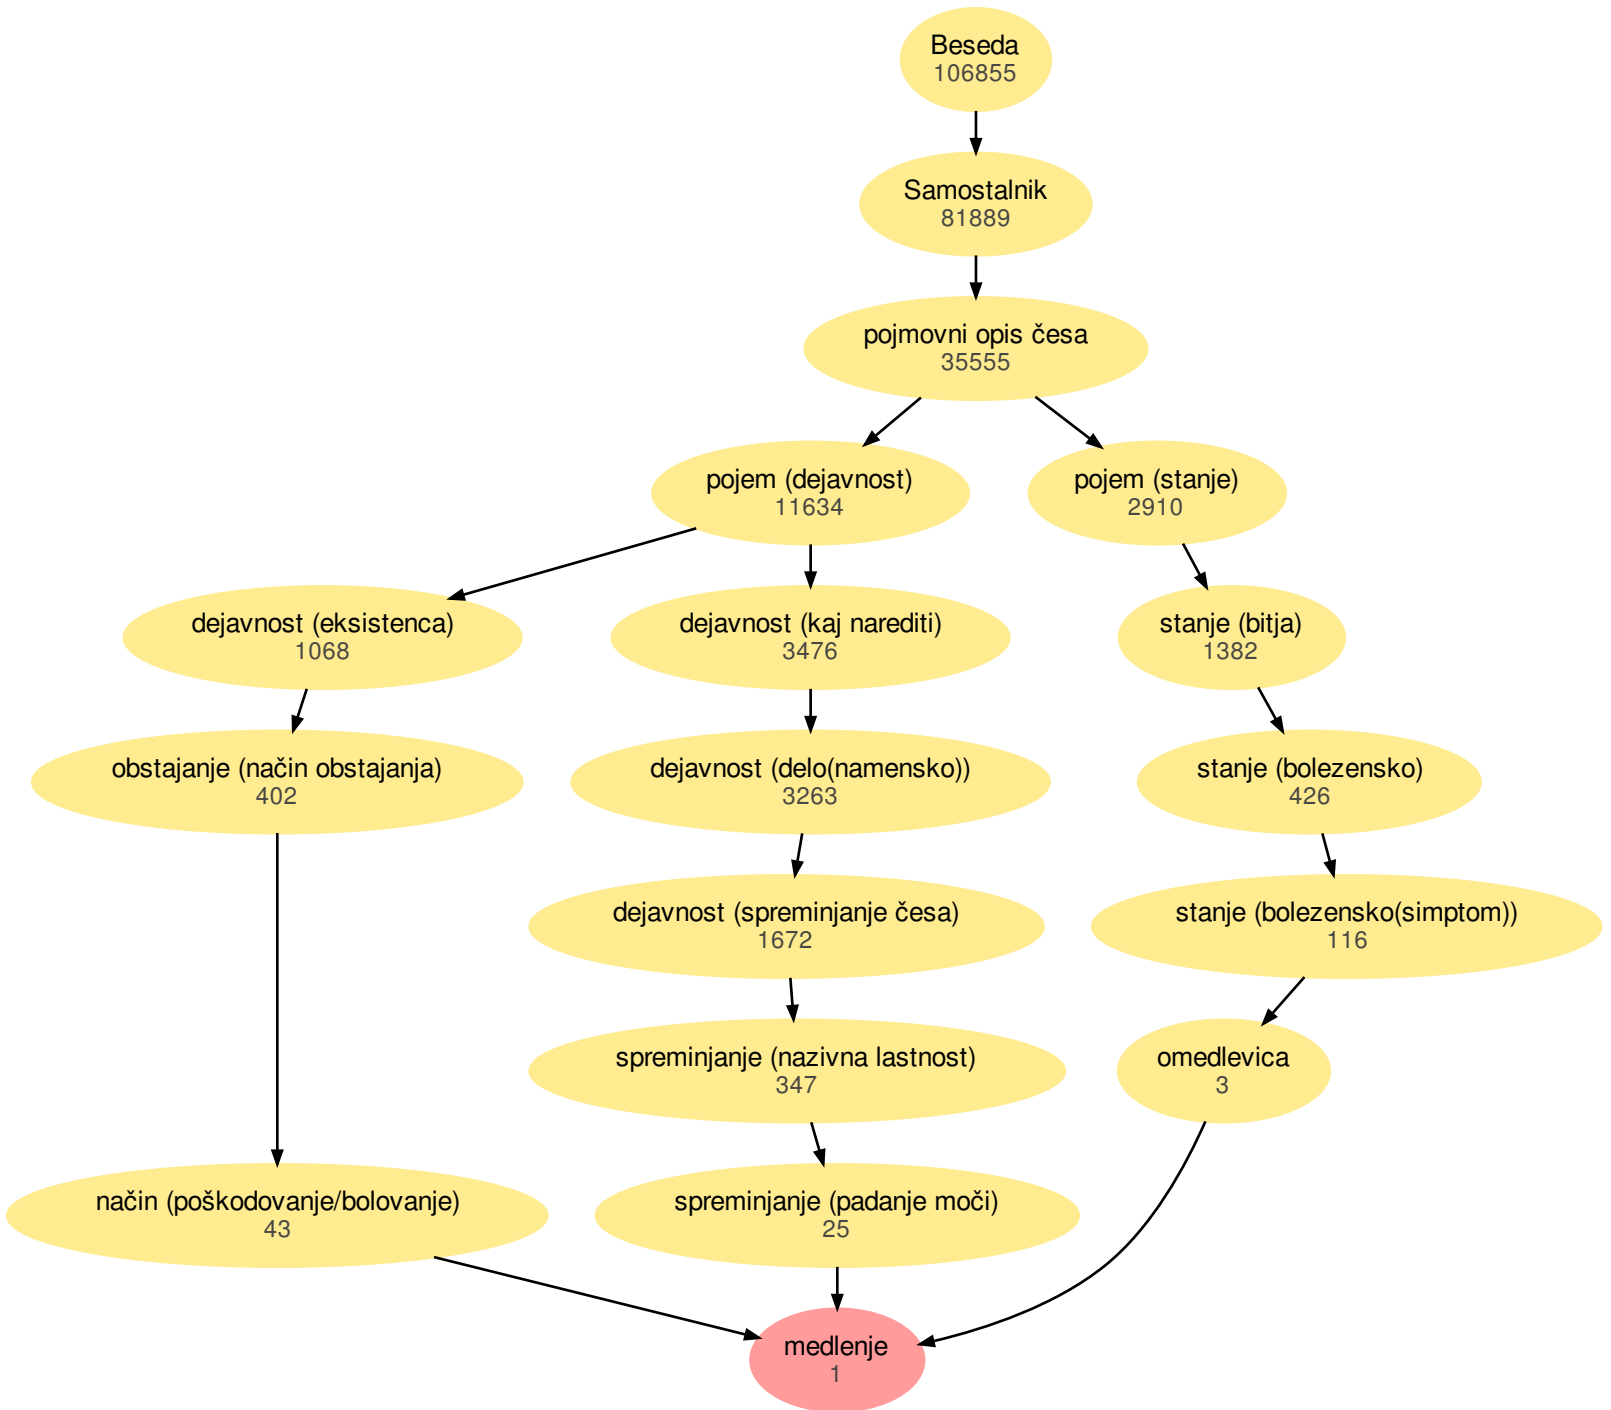 Beseda
106855
Samostalnik
81889
pojmovni opis česa
35555
pojem (dejavnost)
11634
pojem (stanje)
2910
dejavnost (eksistenca)
1068
dejavnost (kaj narediti)
3476
stanje (bitja)
1382
obstajanje (način obstajanja)
402
dejavnost (delo(namensko))
3263
stanje (bolezensko)
426
dejavnost (spreminjanje česa)
1672
stanje (bolezensko(simptom))
116
spreminjanje (nazivna lastnost)
347
omedlevica
3
način (poškodovanje/bolovanje)
43
spreminjanje (padanje moči)
25
medlenje
1